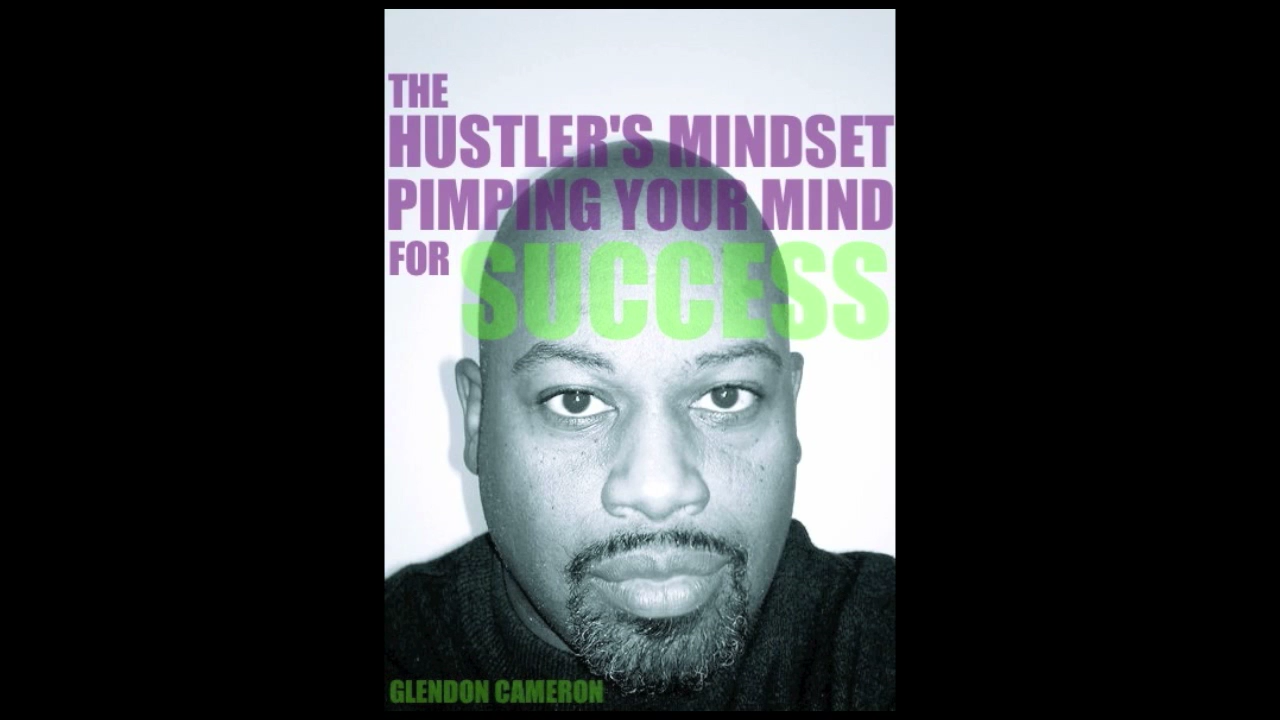 THE
HUSTLER'S MINDSET
PIMPING YOUR MIND
FOR SUCCESS
GLENDON CAMERON